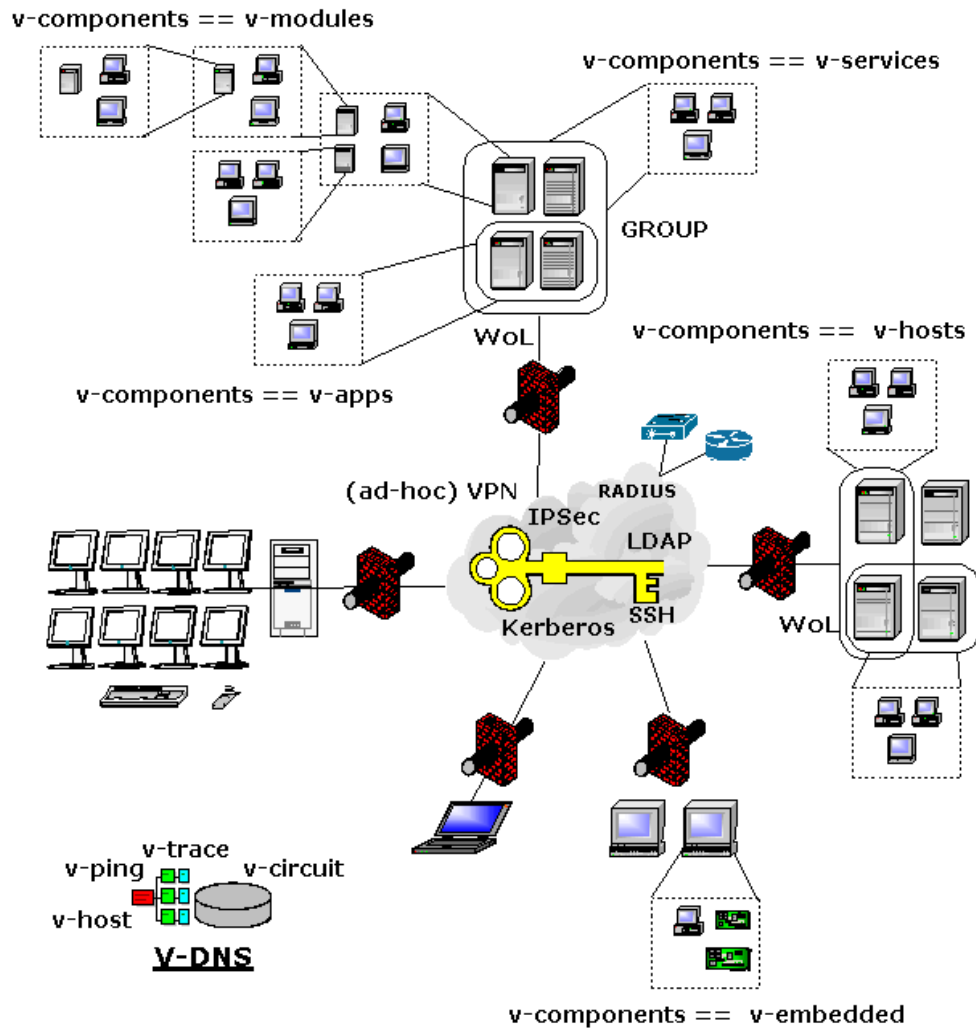 v-components == v-modules
v-components == v-services
GROUP
WoL
v-components == v-hosts
v-components == v-apps
(ad-hoc) VPN
RADIUS
IPSec
LDAP
SSH
Kerberos
WoL
v-trace
v-ping
v-circuit
v-host
V-DNS
v-components == v-embedded